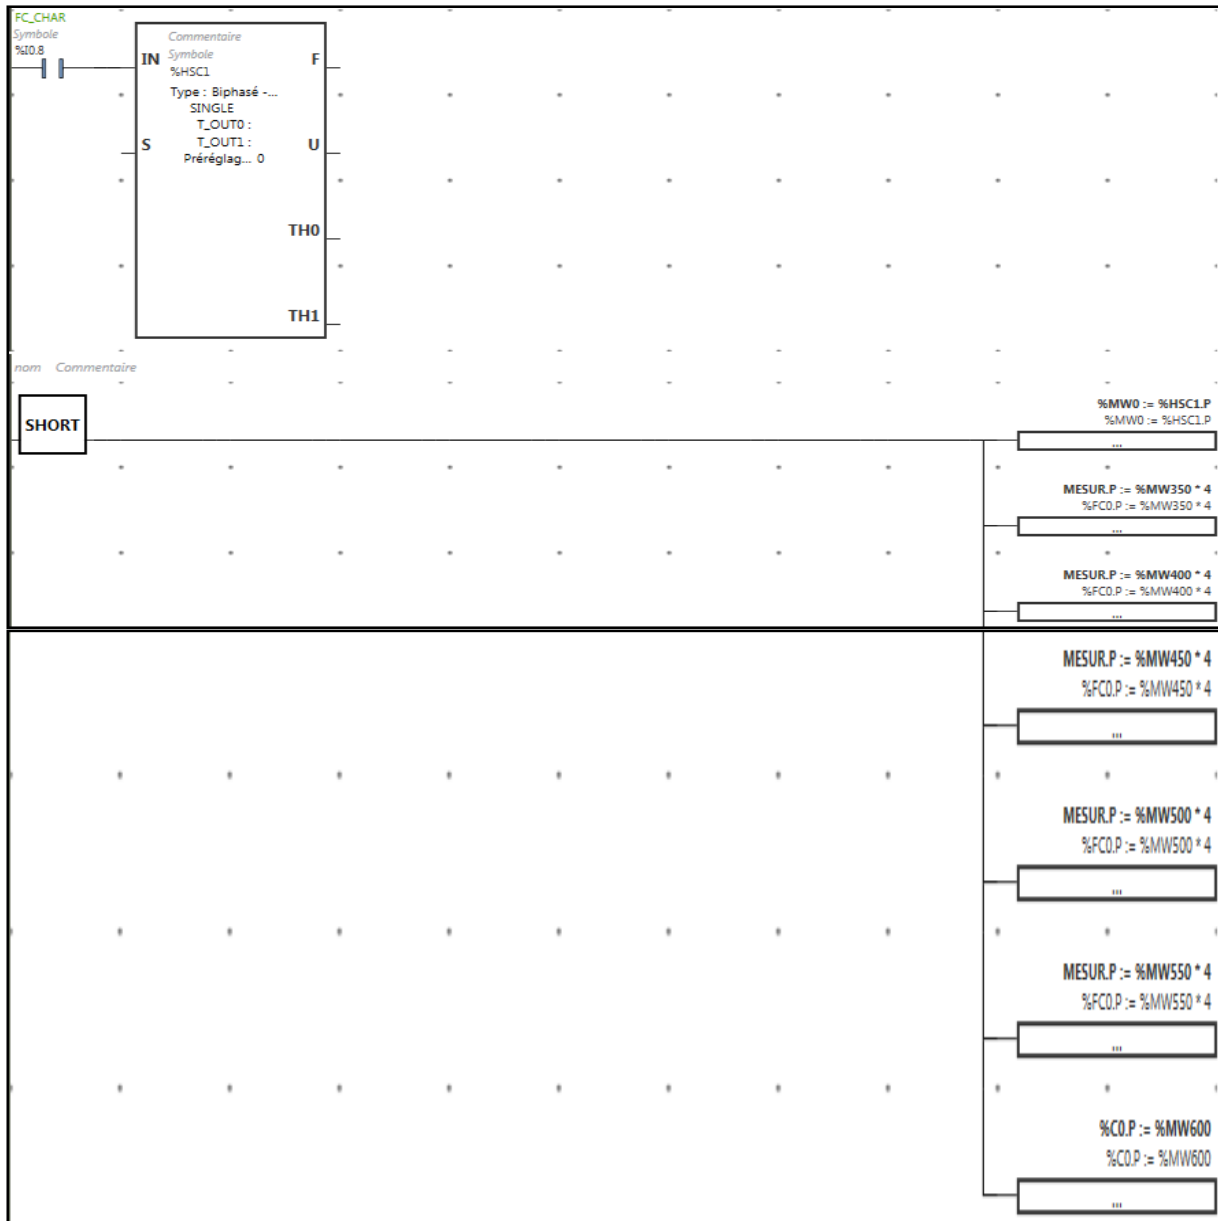 FC_CHAR
Symbole
%I0.8
Commentaire
IN Symbole F
%HSC1
Type : Biphasé -...
SINGLE
T_OUT0 :
S T_OUT1 : U
Préréglag... 0
TH0
TH1
nom Commentaire
SHORT
%MW0 := %HSC1.P
%MW0 := %HSC1.P
...
MESUR.P := %MW350 * 4
%FC0.P := %MW350 * 4
...
MESUR.P := %MW400 * 4
%FC0.P := %MW400 * 4
...
MESUR.P := %MW450 * 4
%FC0.P := %MW450 * 4
...
MESUR.P := %MW500 * 4
%FC0.P := %MW500 * 4
...
MESUR.P := %MW550 * 4
%FC0.P := %MW550 * 4
...
%C0.P := %MW600
%C0.P := %MW600
...